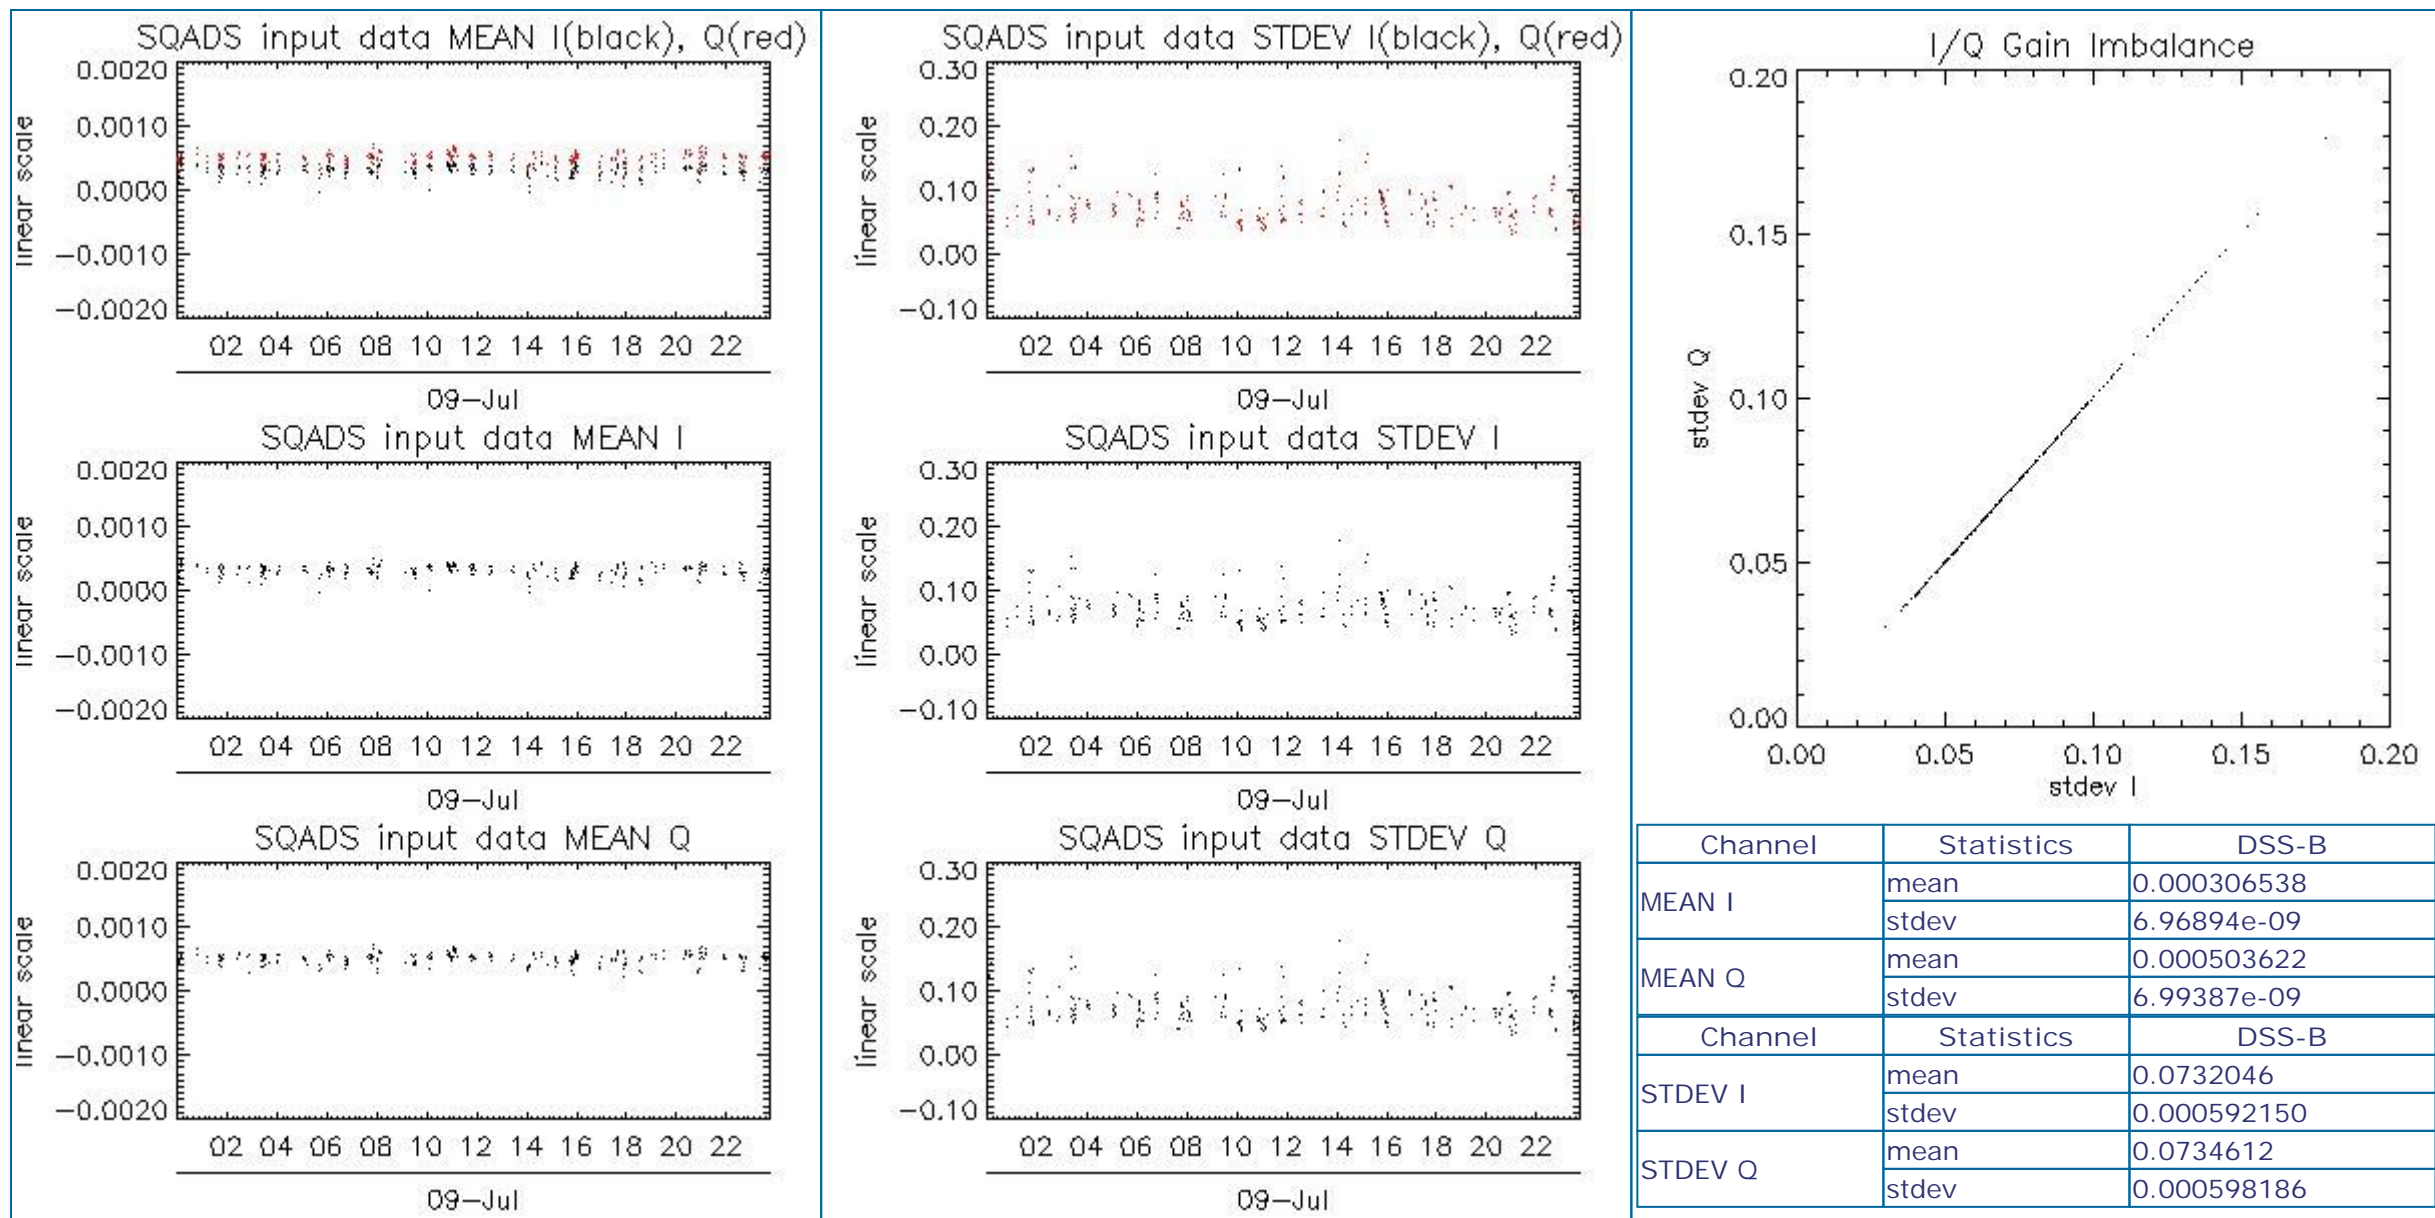 SQADS input data MEAN I(black), Q(red)
0.0020
0.0010
0.0000
−0.0010
−0.0020
linear scale
02 04 06 08 10 12 14 16 18 20 22
09−Jul
SQADS input data MEAN I
0.0020
0.0010
0.0000
−0.0010
−0.0020
linear scale
02 04 06 08 10 12 14 16 18 20 22
09−Jul
SQADS input data MEAN Q
0.0020
0.0010
0.0000
−0.0010
−0.0020
linear scale
02 04 06 08 10 12 14 16 18 20 22
09−Jul
SQADS input data STDEV I(black), Q(red)
0.30
0.20
0.10
0.00
−0.10
linear scale
02 04 06 08 10 12 14 16 18 20 22
09−Jul
SQADS input data STDEV I
0.30
0.20
0.10
0.00
−0.10
linear scale
02 04 06 08 10 12 14 16 18 20 22
09−Jul
SQADS input data STDEV Q
0.30
0.20
0.10
0.00
−0.10
linear scale
02 04 06 08 10 12 14 16 18 20 22
09−Jul
I/Q Gain Imbalance
0.20
0.15
0.10
0.05
0.00
stdev Q
0.00 0.05 0.10 0.15 0.20
stdev I
Channel Statistics DSS-B
MEAN I mean 0.000306538
stdev 6.96894e-09
MEAN Q mean 0.000503622
stdev 6.99387e-09
Channel Statistics DSS-B
STDEV I mean 0.0732046
stdev 0.000592150
STDEV Q mean 0.0734612
stdev 0.000598186